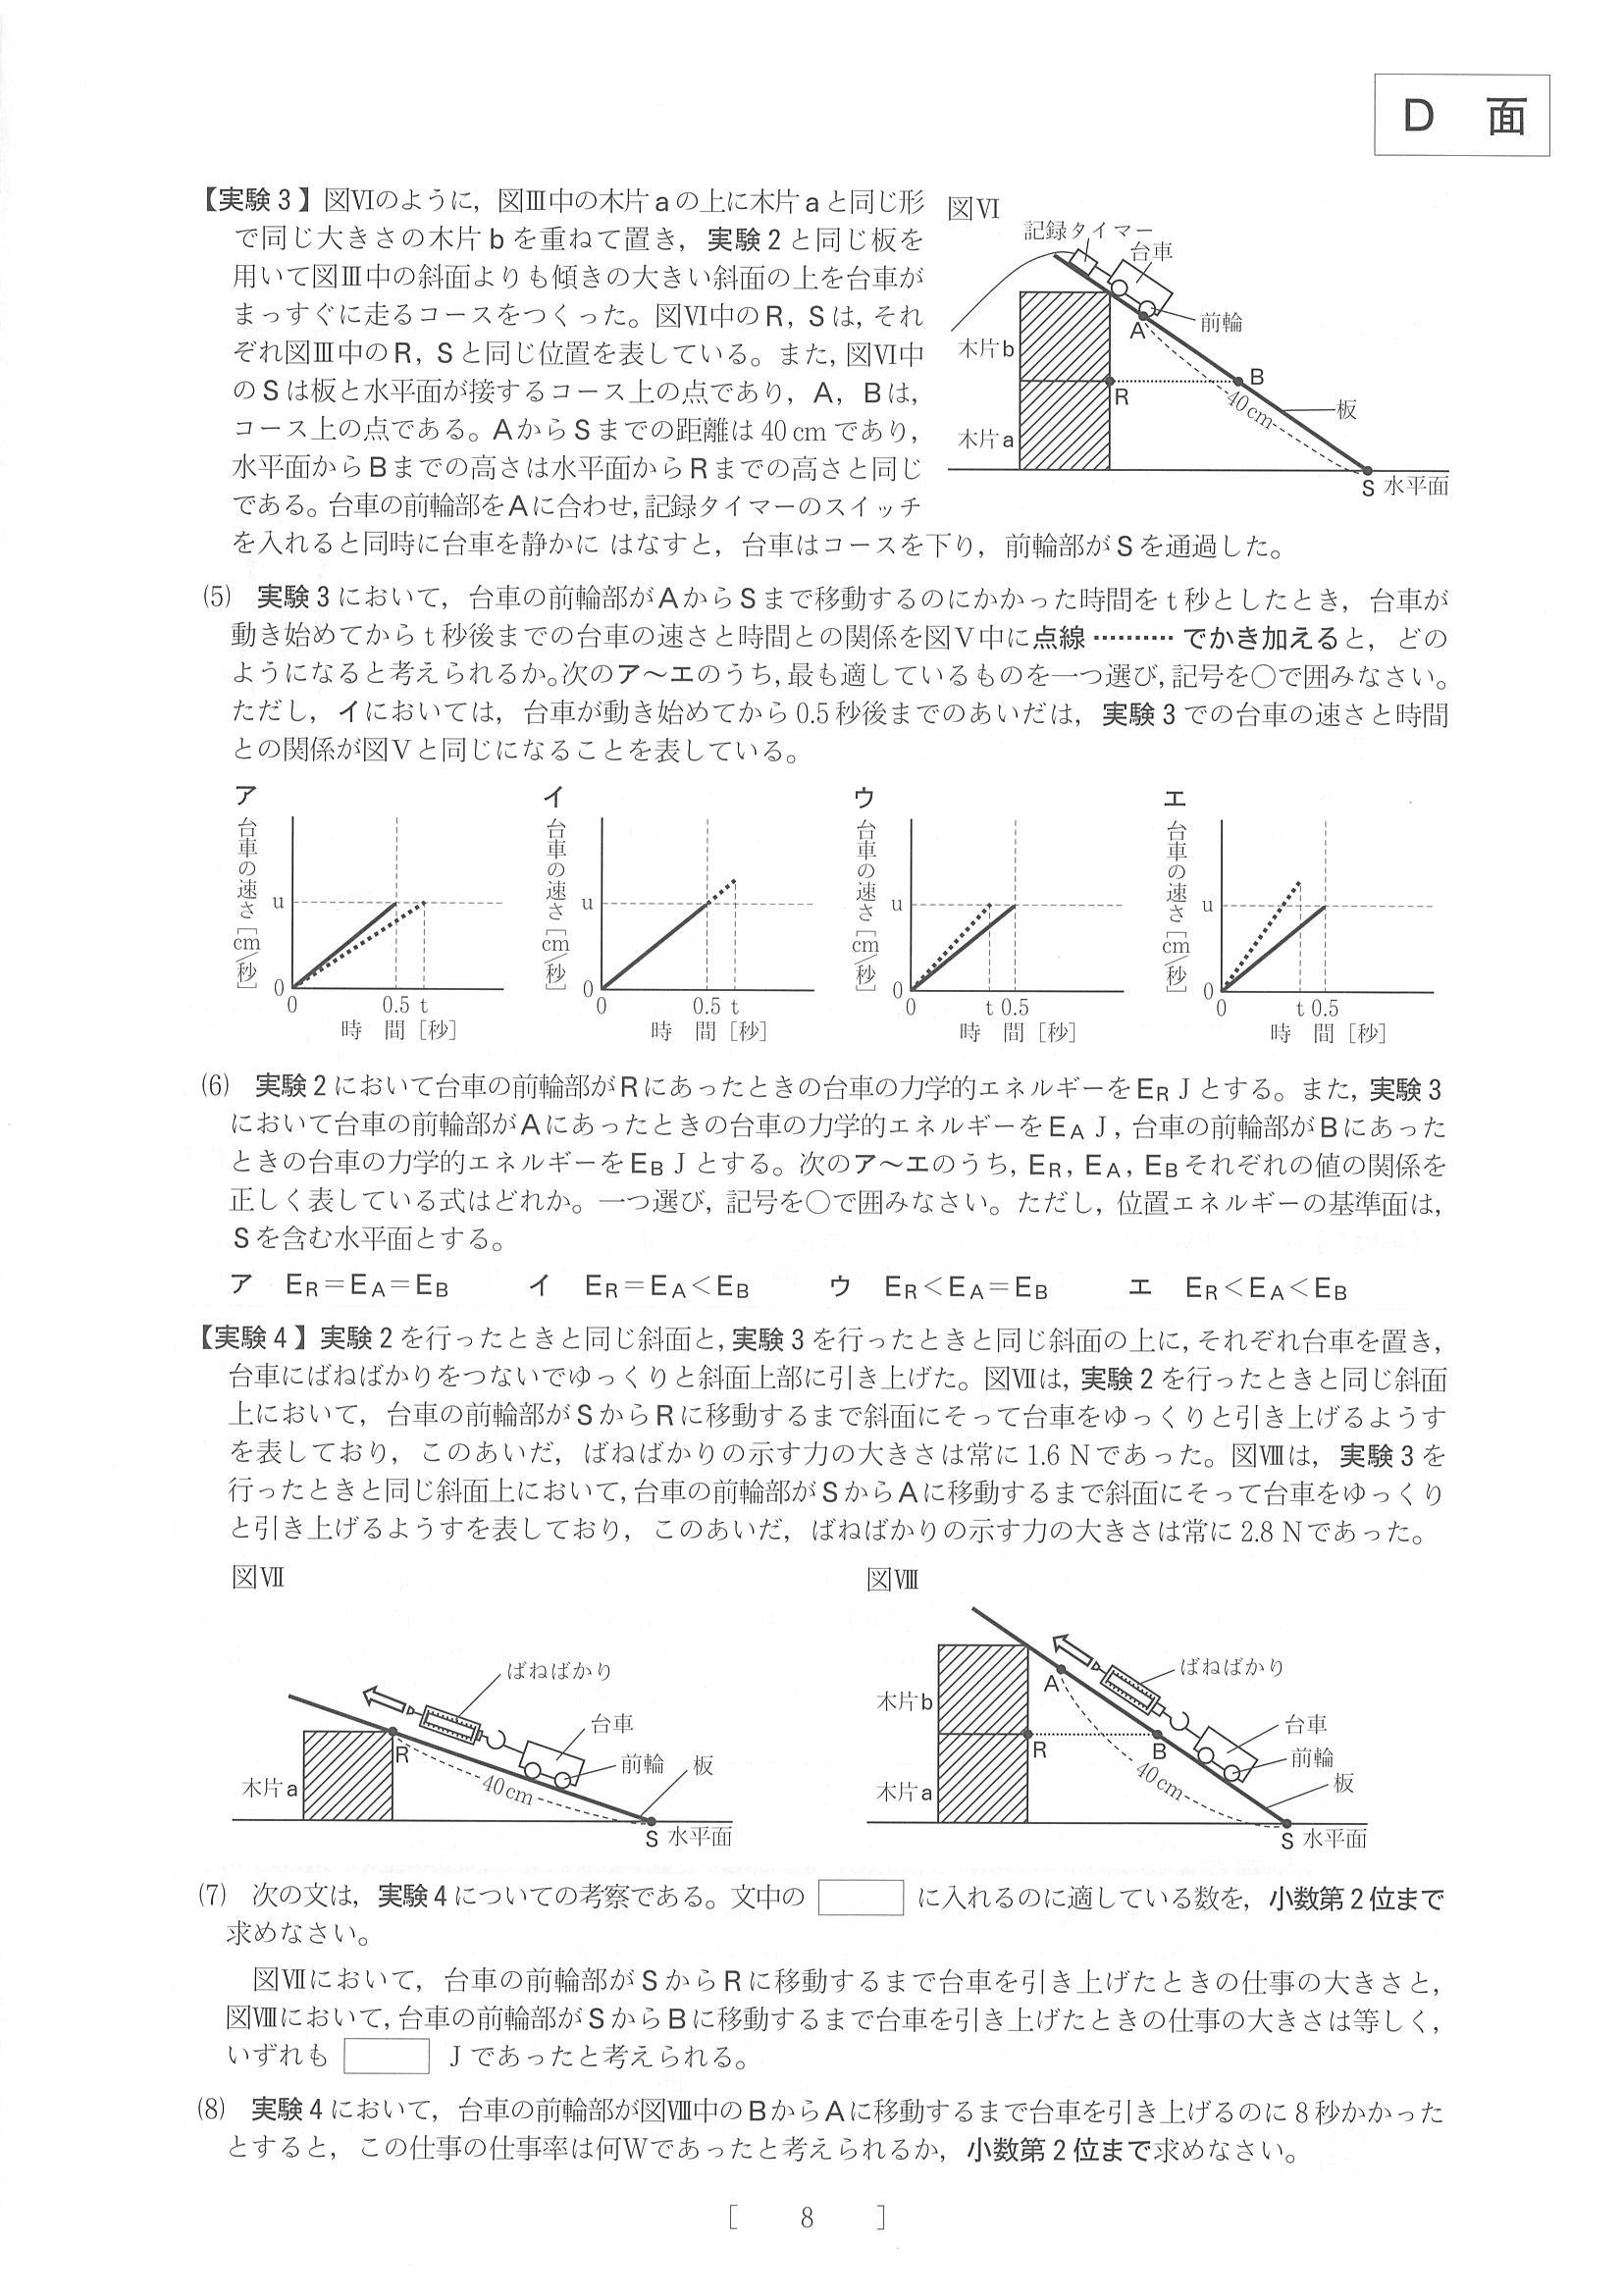 D 面
【実験3】図Ⅵのように，図Ⅲ中の木片aの上に木片aと同じ形
で同じ大きさの木片bを重ねて置き，実験2と同じ板を
用いて図Ⅲ中の斜面よりも傾きの大きい斜面の上を台車が
まっすぐに走るコースをつくった。図Ⅵ中のR，Sは，それ
ぞれ図Ⅲ中のR，Sと同じ位置を表している。また，図Ⅵ中
のSは板と水平面が接するコース上の点であり，A，Bは，
コース上の点である。AからSまでの距離は40 cmであり，
水平面からBまでの高さは水平面からRまでの高さと同じ
である。台車の前輪部をAに合わせ，記録タイマーのスイッチ
を入れると同時に台車を静かに はなすと，台車はコースを下り，前輪部がSを通過した。
図Ⅵ
記録タイマー
台車
前輪
A
木片b
B
R
40cm
板
木片a
S 水平面
(5) 実験3において，台車の前輪部がAからSまで移動するのにかかった時間をt秒としたとき，台車が
動き始めてからt秒後までの台車の速さと時間との関係を図Ⅴ中に点線 ………… でかき加えると，どの
ようになると考えられるか。次のア～エのうち，最も適しているものを一つ選び，記号を○で囲みなさい。
ただし，イにおいては，台車が動き始めてから0.5秒後までのあいだは，実験3での台車の速さと時間
との関係が図Ⅴと同じになることを表している。
ア
台車の速さ［cm/秒］
u
0
0 0.5 t
時 間［秒］
イ
台車の速さ［cm/秒］
u
0
0 0.5 t
時 間［秒］
ウ
台車の速さ［cm/秒］
u
0
0 t 0.5
時 間［秒］
エ
台車の速さ［cm/秒］
u
0
0 t 0.5
時 間［秒］
(6) 実験2において台車の前輪部がRにあったときの台車の力学的エネルギーをER Jとする。また，実験3
において台車の前輪部がAにあったときの台車の力学的エネルギーをEA J，台車の前輪部がBにあった
ときの台車の力学的エネルギーをEB Jとする。次のア～エのうち，ER，EA，EBそれぞれの値の関係を
正しく表している式はどれか。一つ選び，記号を○で囲みなさい。ただし，位置エネルギーの基準面は，
Sを含む水平面とする。
ア ER＝EA＝EB イ ER＝EA＜EB ウ ER＜EA＝EB エ ER＜EA＜EB
【実験4】実験2を行ったときと同じ斜面と，実験3を行ったときと同じ斜面の上に，それぞれ台車を置き，
台車にばねばかりをつないでゆっくりと斜面上部に引き上げた。図Ⅶは，実験2を行ったときと同じ斜面
上において，台車の前輪部がSからRに移動するまで斜面にそって台車をゆっくりと引き上げるようす
を表しており，このあいだ，ばねばかりの示す力の大きさは常に1.6 Nであった。図Ⅷは，実験3を
行ったときと同じ斜面上において，台車の前輪部がSからAに移動するまで斜面にそって台車をゆっくり
と引き上げるようすを表しており，このあいだ，ばねばかりの示す力の大きさは常に2.8 Nであった。
図Ⅶ
ばねばかり
台車
前輪
板
R
木片a
40cm
S 水平面
図Ⅷ
ばねばかり
A
木片b
台車
前輪
R
B
板
木片a
40cm
S 水平面
(7) 次の文は，実験4についての考察である。文中の に入れるのに適している数を，小数第2位まで
求めなさい。
図Ⅶにおいて，台車の前輪部がSからRに移動するまで台車を引き上げたときの仕事の大きさと，
図Ⅷにおいて，台車の前輪部がSからBに移動するまで台車を引き上げたときの仕事の大きさは等しく，
いずれも Jであったと考えられる。
(8) 実験4において，台車の前輪部が図Ⅷ中のBからAに移動するまで台車を引き上げるのに8秒かかった
とすると，この仕事の仕事率は何Wであったと考えられるか，小数第2位まで求めなさい。
［ 8 ］